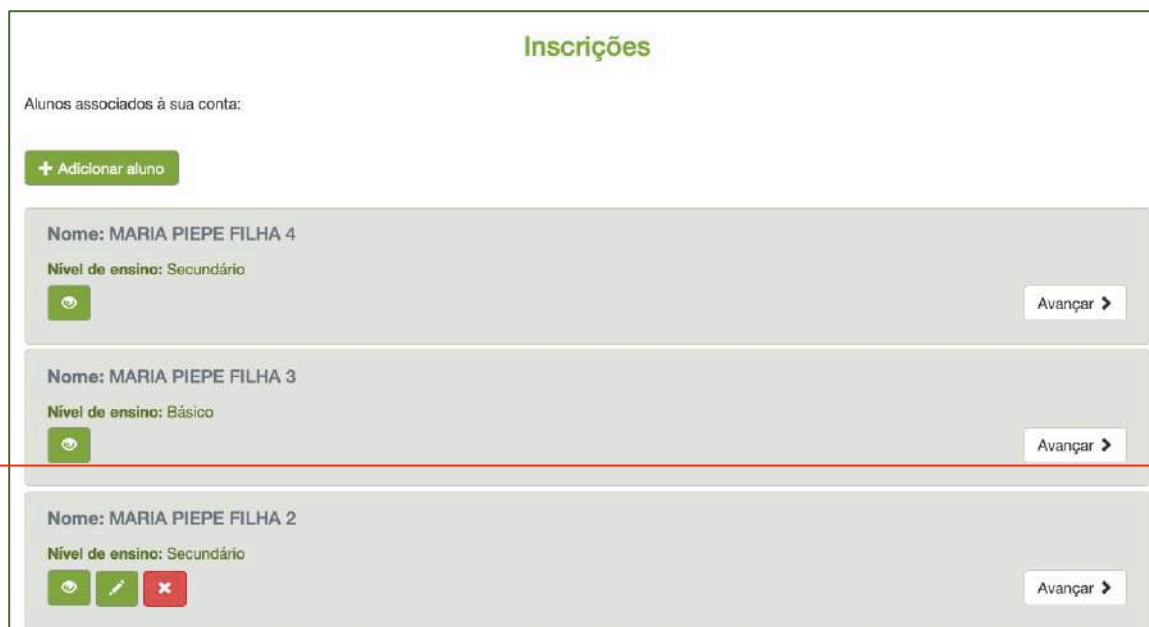 Inscrições
Alunos associados à sua conta:
Adicionar aluno
Nome: MARIA PIEPE FILHA 4
Nível de ensino: Secundário
Avançar
Nome: MARIA PIEPE FILHA 3
Nível de ensino: Básico
Avançar
Nome: MARIA PIEPE FILHA 2
Nível de ensino: Secundário
Avançar